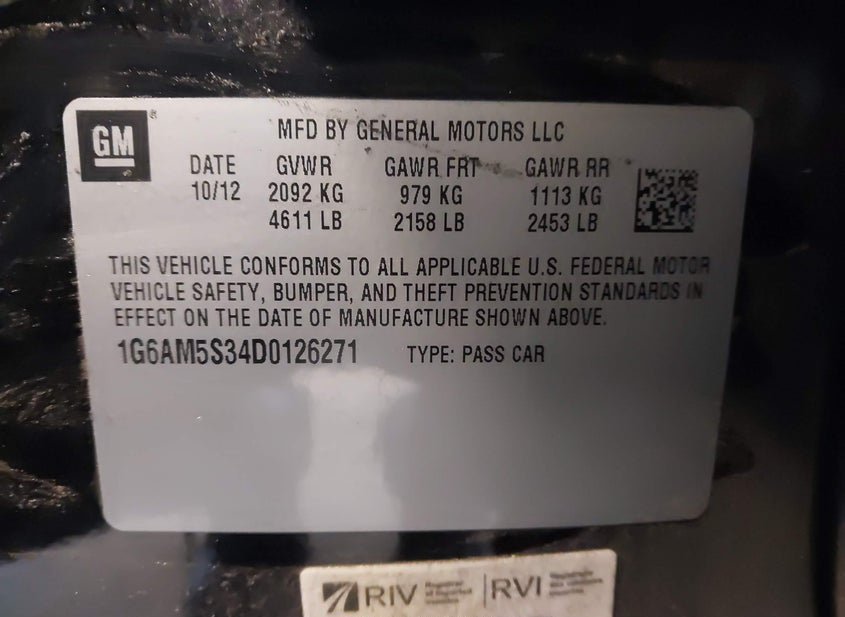 GM ®
MFD BY GENERAL MOTORS LLC
DATE GVWR GAWR FRT GAWR RR
10/12 2092 KG 979 KG 1113 KG
4611 LB 2158 LB 2453 LB
THIS VEHICLE CONFORMS TO ALL APPLICABLE U.S. FEDERAL MOTOR
VEHICLE SAFETY, BUMPER, AND THEFT PREVENTION STANDARDS IN
EFFECT ON THE DATE OF MANUFACTURE SHOWN ABOVE.
1G6AM5S34D0126271 TYPE: PASS CAR
RIV RVI